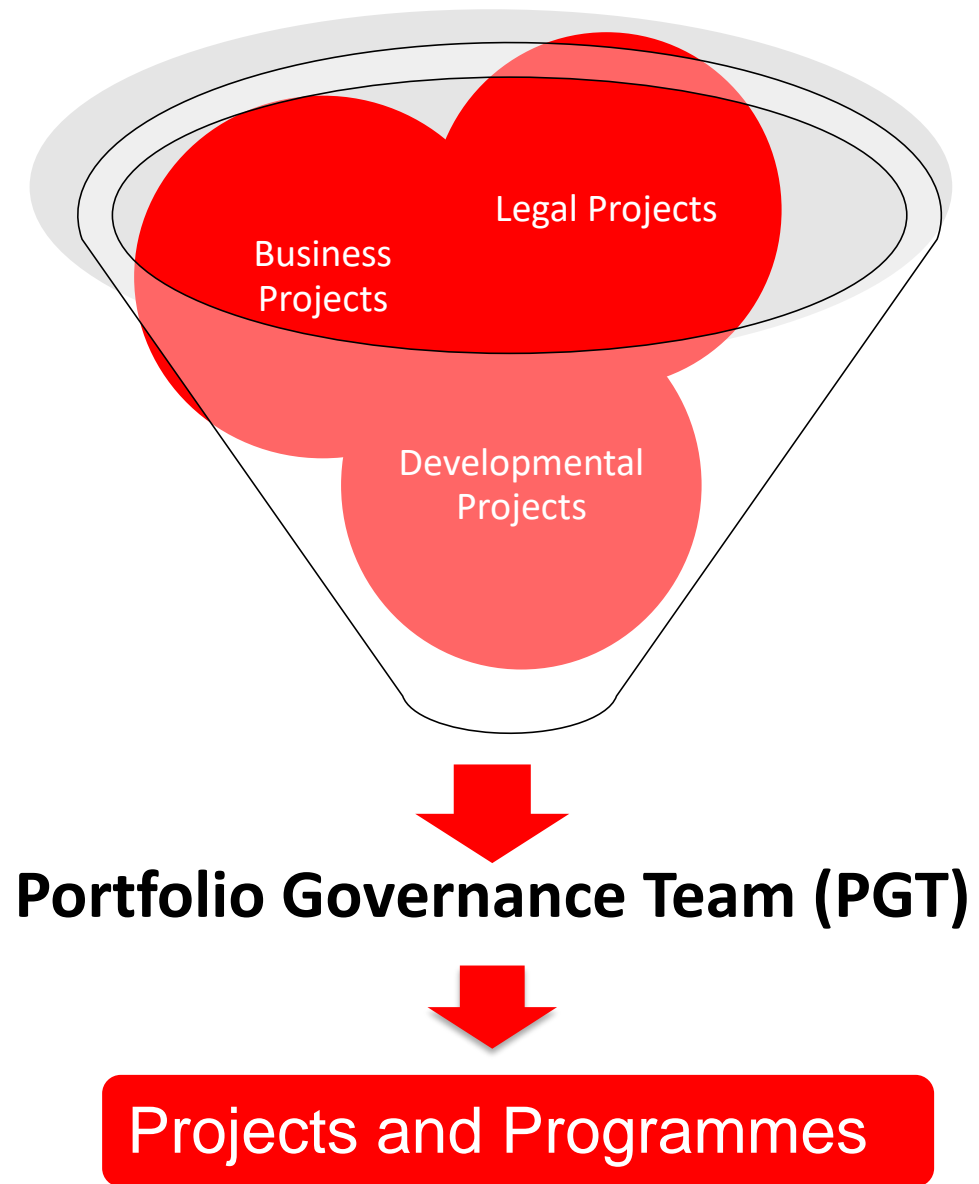 Legal Projects
Business
Projects
Developmental
Projects
Portfolio Governance Team (PGT)
Projects and Programmes